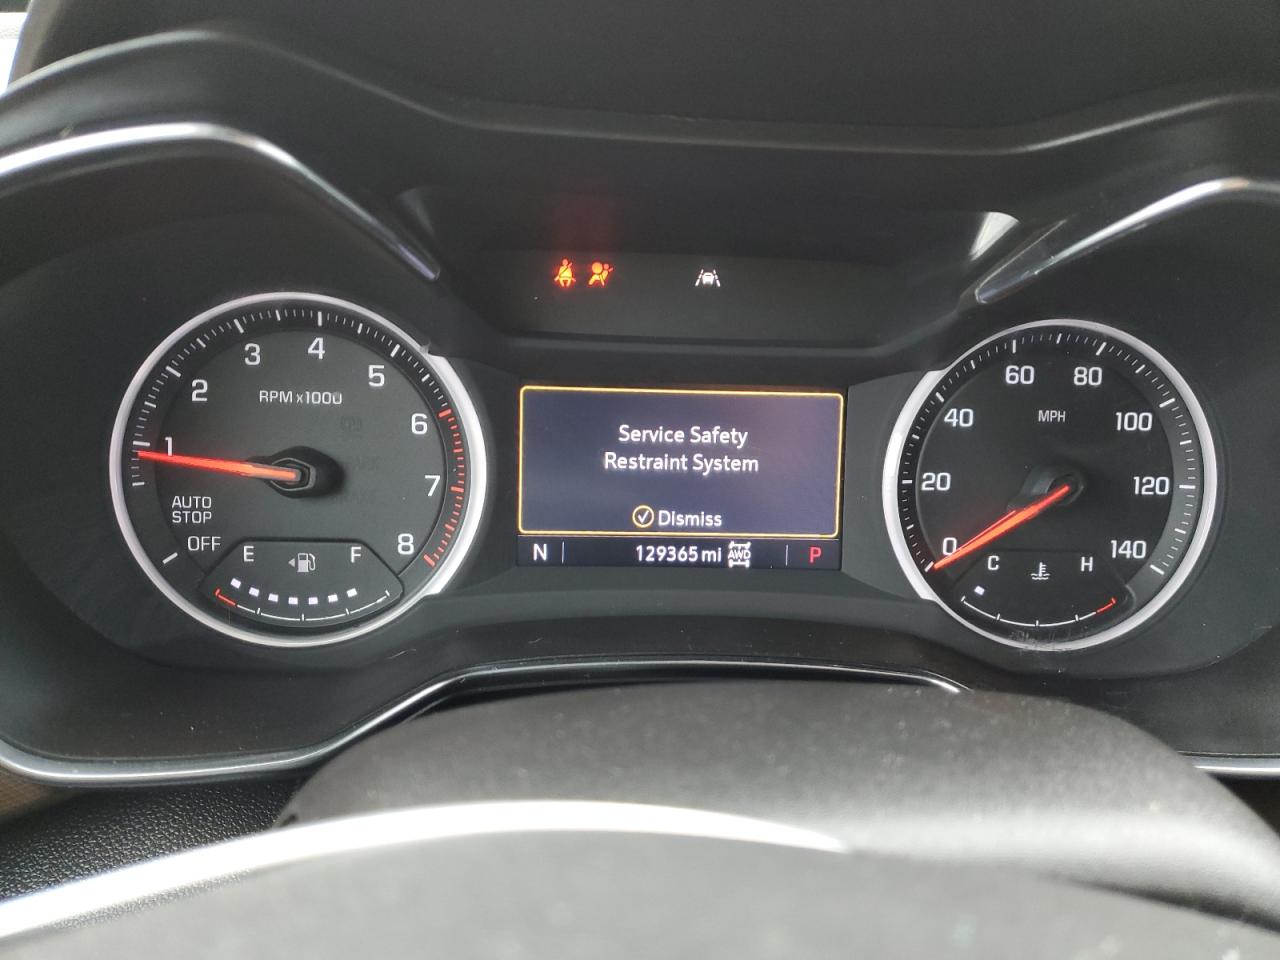 1
2
3
4
5
6
7
8
RPM x1000
AUTO
STOP
OFF
E
F
Service Safety
Restraint System
Dismiss
N
129365 mi
AWD
P
0
20
40
60
80
100
120
140
MPH
C
H